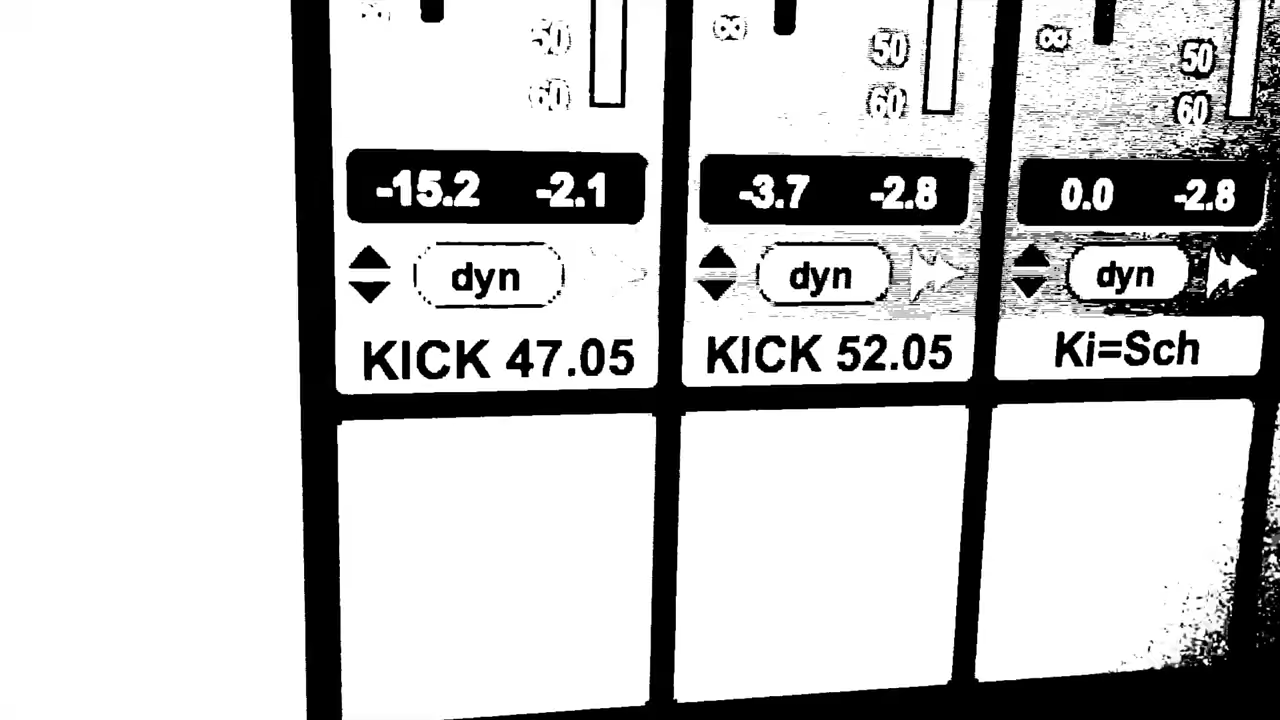 ∞ 50 ∞ 50 ∞ 50
60 60 60
-15.2 -2.1 -3.7 -2.8 0.0 -2.8
dyn dyn dyn
KICK 47.05 KICK 52.05 Ki=Sch